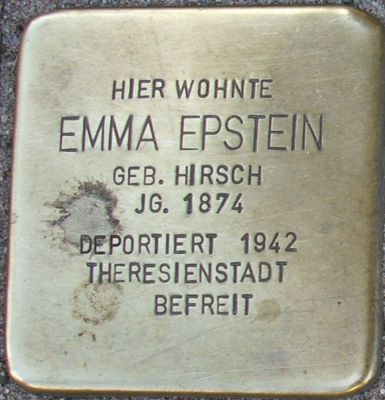 HIER WOHNTE
EMMA EPSTEIN
GEB. HIRSCH
JG. 1874
DEPORTIERT 1942
THERESIENSTADT
BEFREIT